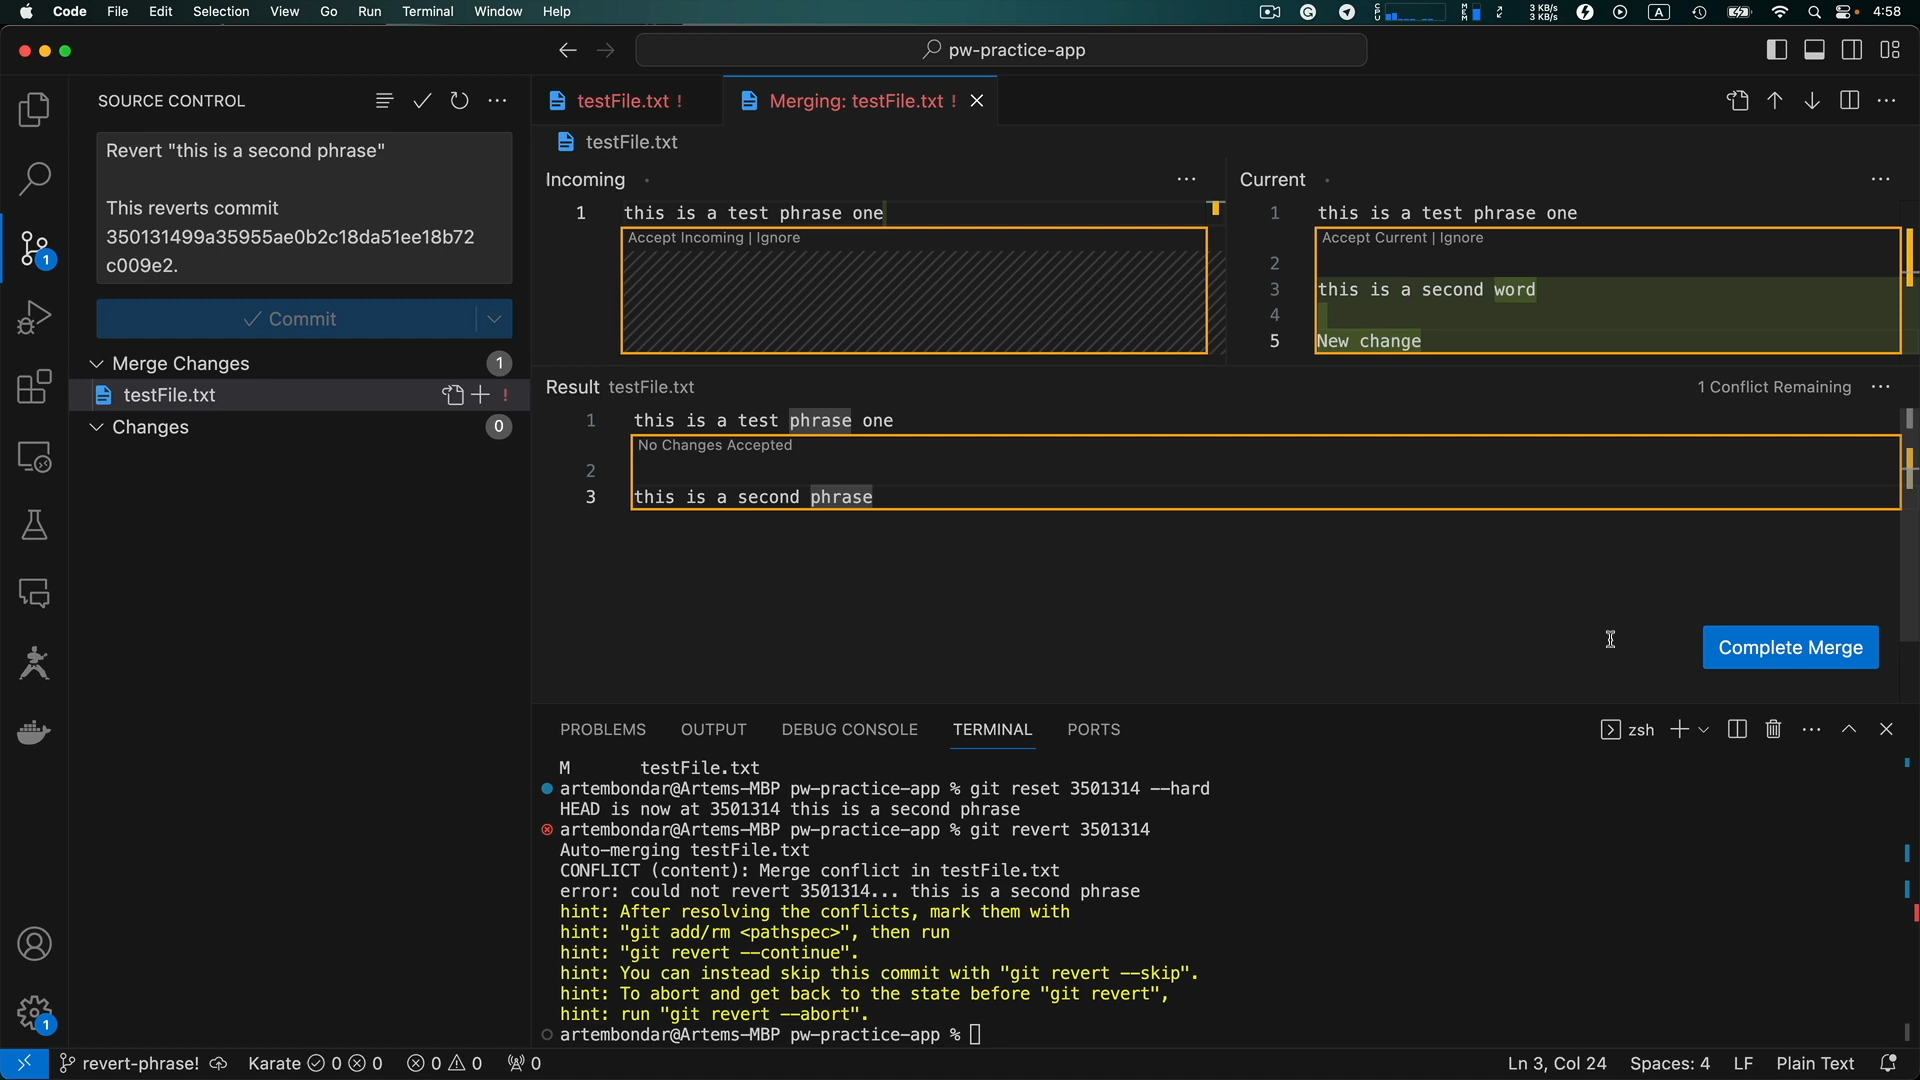 Code File Edit Selection View Go Run Terminal Window Help
3 KB/s
3 KB/s
CPU
MEM
A
4:58
pw-practice-app
SOURCE CONTROL
Revert "this is a second phrase"
This reverts commit
350131499a35955ae0b2c18da51ee18b72
c009e2.
Commit
Merge Changes 1
testFile.txt !
Changes 0
1
1
testFile.txt !
Merging: testFile.txt !
testFile.txt
Incoming
1 this is a test phrase one
Accept Incoming | Ignore
Current
1 this is a test phrase one
Accept Current | Ignore
2
3 this is a second word
4
5 New change
Result testFile.txt
1 Conflict Remaining
1 this is a test phrase one
No Changes Accepted
2
3 this is a second phrase
Complete Merge
PROBLEMS OUTPUT DEBUG CONSOLE TERMINAL PORTS
zsh
M testFile.txt
artembondar@Artems-MBP pw-practice-app % git reset 3501314 --hard
HEAD is now at 3501314 this is a second phrase
artembondar@Artems-MBP pw-practice-app % git revert 3501314
Auto-merging testFile.txt
CONFLICT (content): Merge conflict in testFile.txt
error: could not revert 3501314... this is a second phrase
hint: After resolving the conflicts, mark them with
hint: "git add/rm <pathspec>", then run
hint: "git revert --continue".
hint: You can instead skip this commit with "git revert --skip".
hint: To abort and get back to the state before "git revert",
hint: run "git revert --abort".
artembondar@Artems-MBP pw-practice-app %
revert-phrase! Karate 0 0 0 0 0
Ln 3, Col 24 Spaces: 4 LF Plain Text